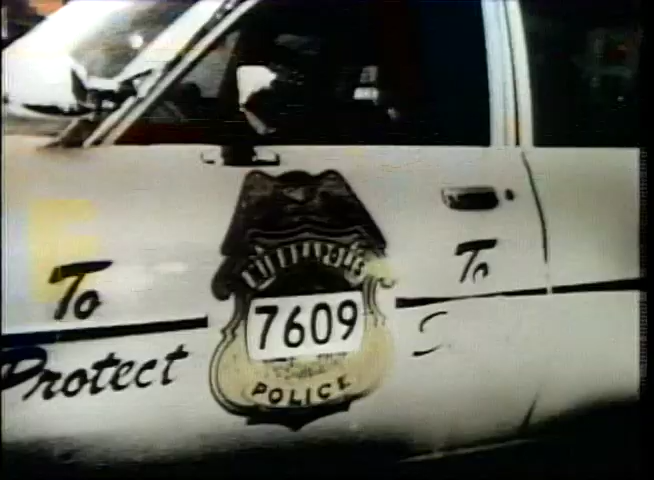 To
Protect
7609
POLICE
To
S